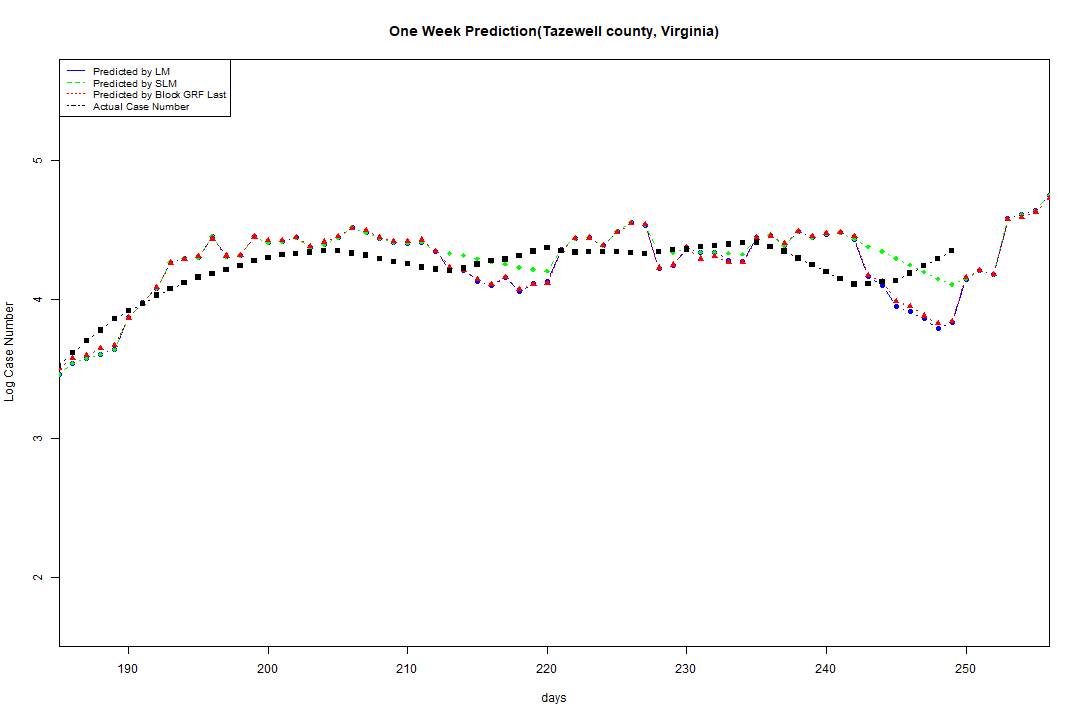 One Week Prediction(Tazewell county, Virginia)
Predicted by LM
Predicted by SLM
Predicted by Block GRF Last
Actual Case Number
5
4
3
2
Log Case Number
190 200 210 220 230 240 250
days